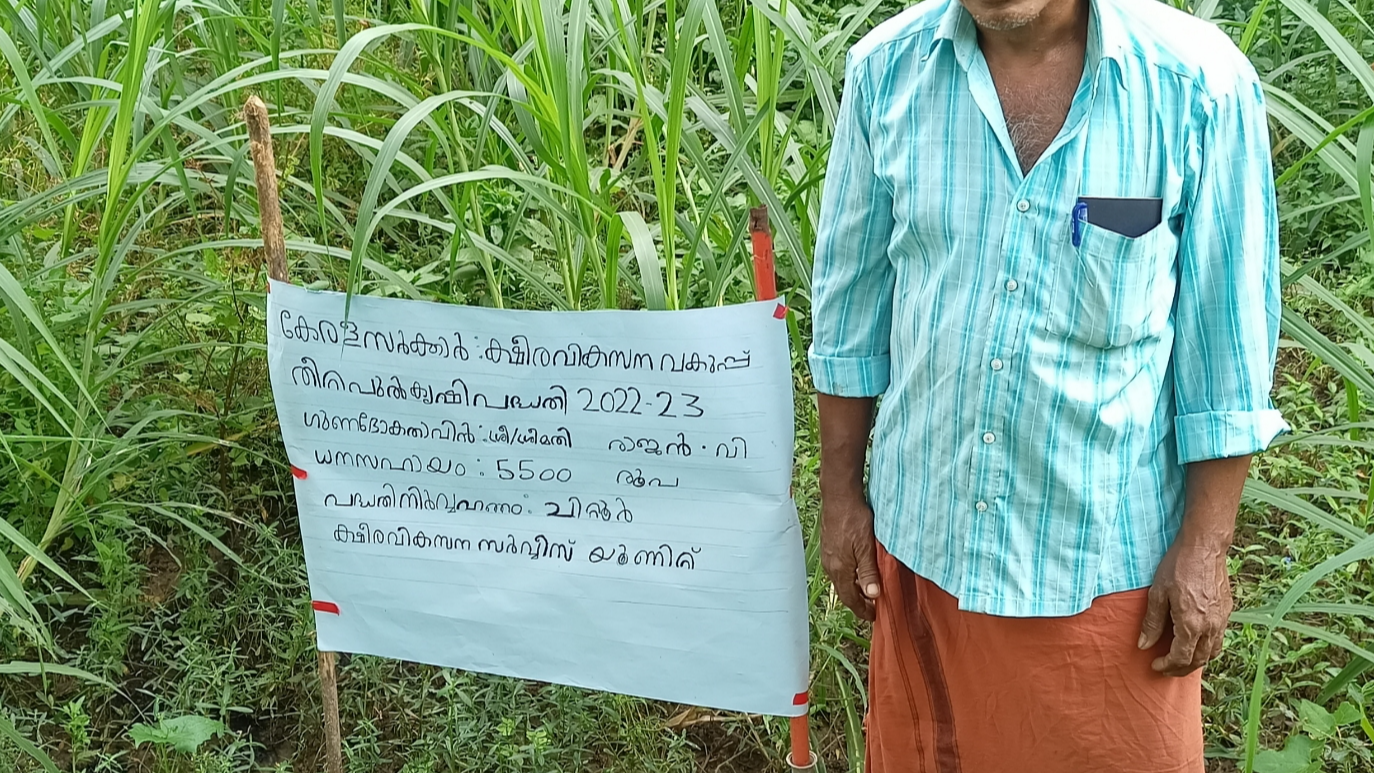 കേരളസർക്കാർ : ക്ഷീരവികസന വകുപ്പ്
തീറ്റപുൽകൃഷിപദ്ധതി 2022-23
ഗുണഭോക്താവിൻ : ശ്രീ/ശ്രീമതി രാജൻ . വി
ധനസഹായം : 5500 രൂപ
പദ്ധതിനിർവ്വഹണം : ചിറ്റൂർ
ക്ഷീരവികസന സർവ്വീസ് യൂണിറ്റ്